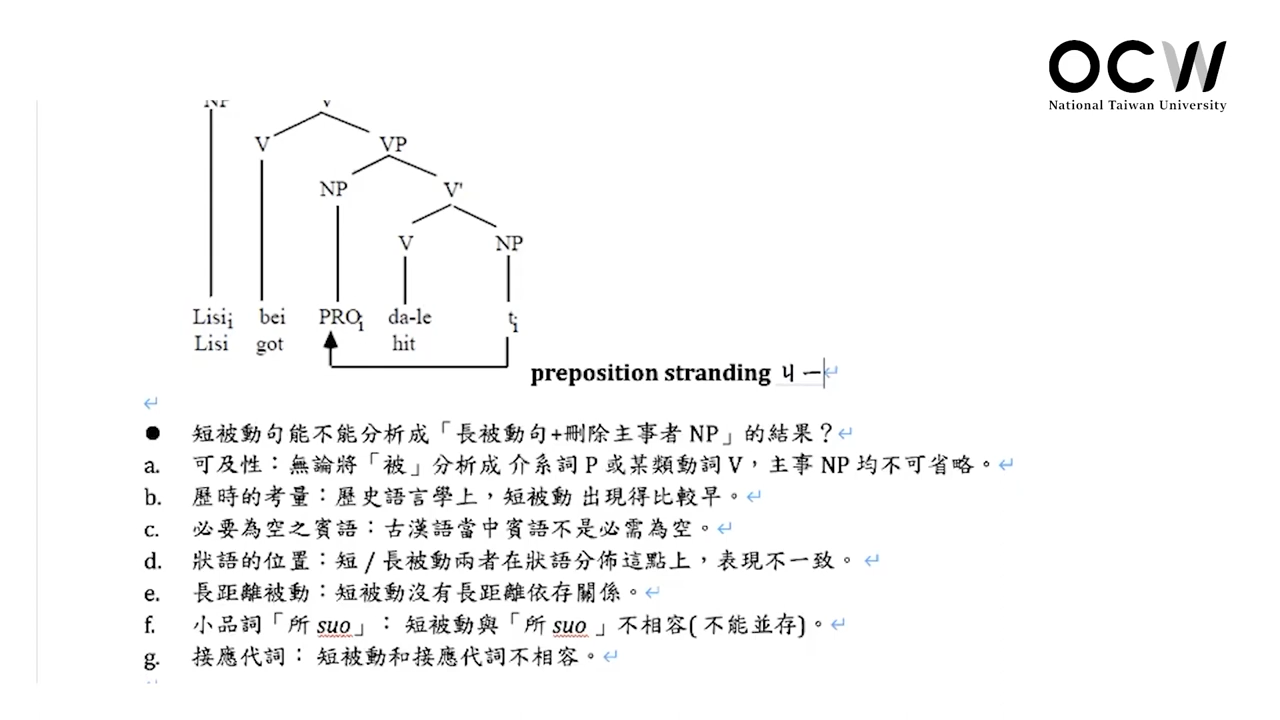 OCW
National Taiwan University
NP V'
V VP
NP V'
V NP
Lisiᵢ bei PROᵢ da-le tᵢ
Lisi got hit
preposition stranding ㄐㄧ
● 短被動句能不能分析成「長被動句+刪除主事者 NP」的結果？
a. 可及性：無論將「被」分析成 介系詞 P 或某類動詞 V，主事 NP 均不可省略。
b. 歷時的考量：歷史語言學上，短被動 出現得比較早。
c. 必要為空之賓語：古漢語當中賓語不是必需為空。
d. 狀語的位置：短 / 長被動兩者在狀語分佈這點上，表現不一致。
e. 長距離被動：短被動沒有長距離依存關係。
f. 小品詞「所 suo」： 短被動與「所 suo 」不相容( 不能並存)。
g. 接應代詞： 短被動和接應代詞不相容。